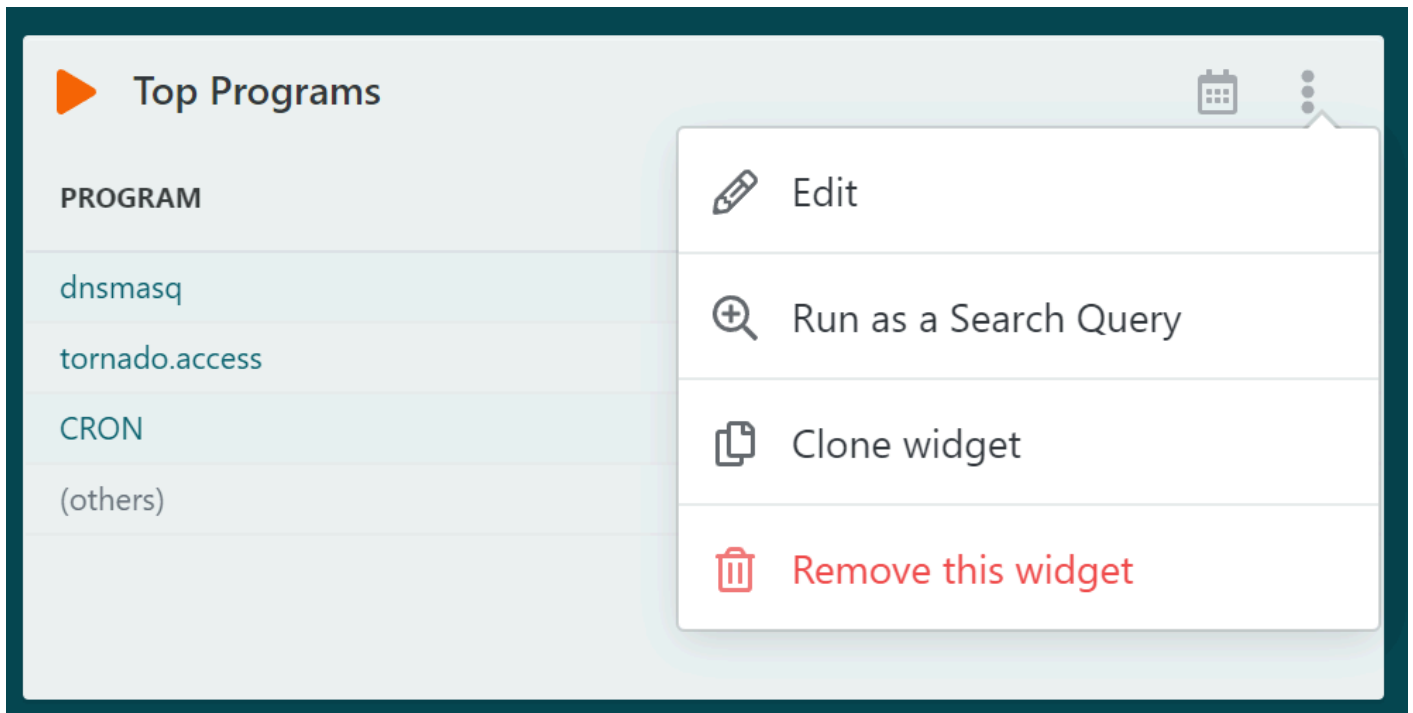 Top Programs
PROGRAM
dnsmasq
tornado.access
CRON
(others)
Edit
Run as a Search Query
Clone widget
Remove this widget